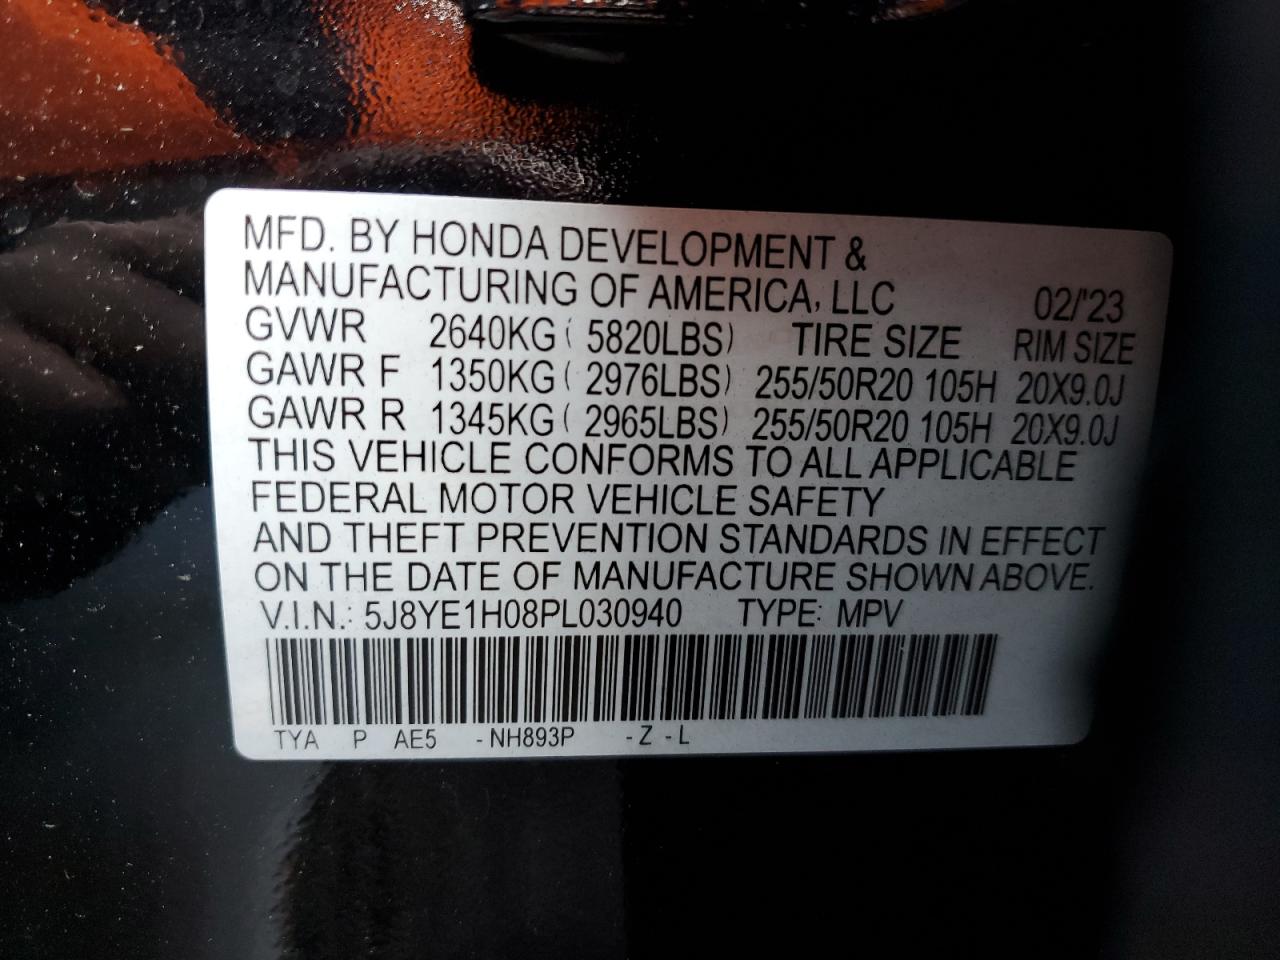 MFD. BY HONDA DEVELOPMENT &
MANUFACTURING OF AMERICA, LLC 02/'23
GVWR 2640KG ( 5820LBS) TIRE SIZE RIM SIZE
GAWR F 1350KG ( 2976LBS) 255/50R20 105H 20X9.0J
GAWR R 1345KG ( 2965LBS) 255/50R20 105H 20X9.0J
THIS VEHICLE CONFORMS TO ALL APPLICABLE
FEDERAL MOTOR VEHICLE SAFETY
AND THEFT PREVENTION STANDARDS IN EFFECT
ON THE DATE OF MANUFACTURE SHOWN ABOVE.
V.I.N.: 5J8YE1H08PL030940 TYPE: MPV
TYA P AE5 -NH893P -Z -L